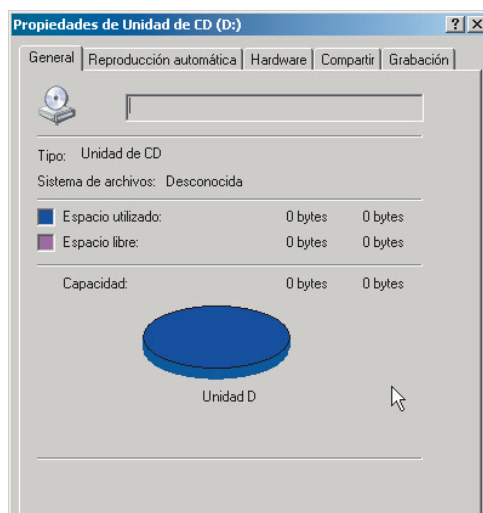 Propiedades de Unidad de CD (D:)
General Reproducción automática Hardware Compartir Grabación
Tipo: Unidad de CD
Sistema de archivos: Desconocida
Espacio utilizado: 0 bytes 0 bytes
Espacio libre: 0 bytes 0 bytes
Capacidad: 0 bytes 0 bytes
Unidad D